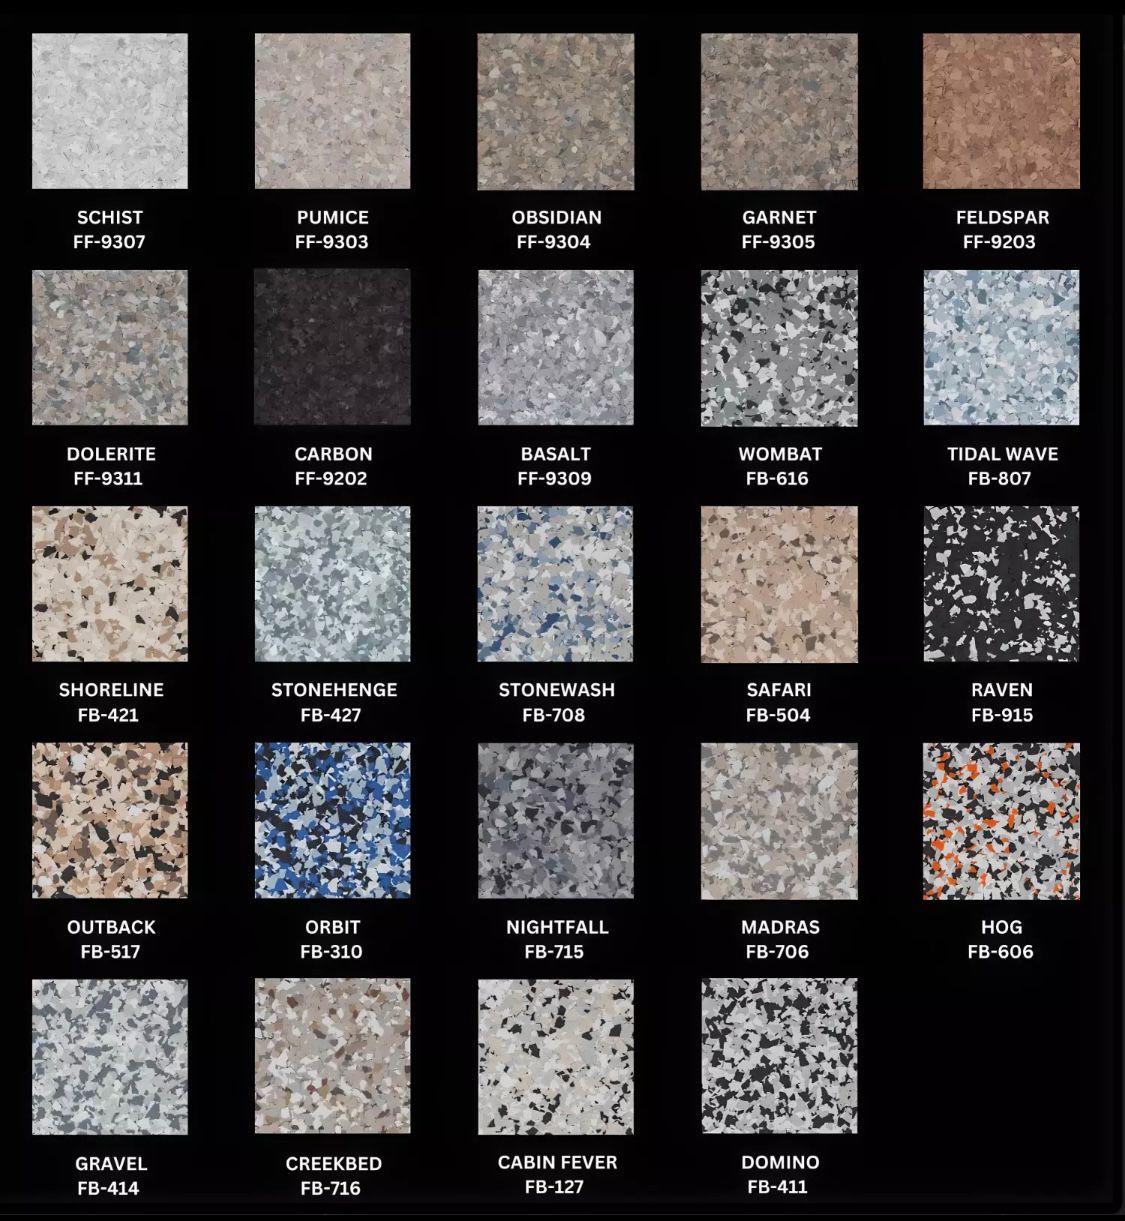 SCHIST
FF-9307
PUMICE
FF-9303
OBSIDIAN
FF-9304
GARNET
FF-9305
FELDSPAR
FF-9203
DOLERITE
FF-9311
CARBON
FF-9202
BASALT
FF-9309
WOMBAT
FB-616
TIDAL WAVE
FB-807
SHORELINE
FB-421
STONEHENGE
FB-427
STONEWASH
FB-708
SAFARI
FB-504
RAVEN
FB-915
OUTBACK
FB-517
ORBIT
FB-310
NIGHTFALL
FB-715
MADRAS
FB-706
HOG
FB-606
GRAVEL
FB-414
CREEKBED
FB-716
CABIN FEVER
FB-127
DOMINO
FB-411